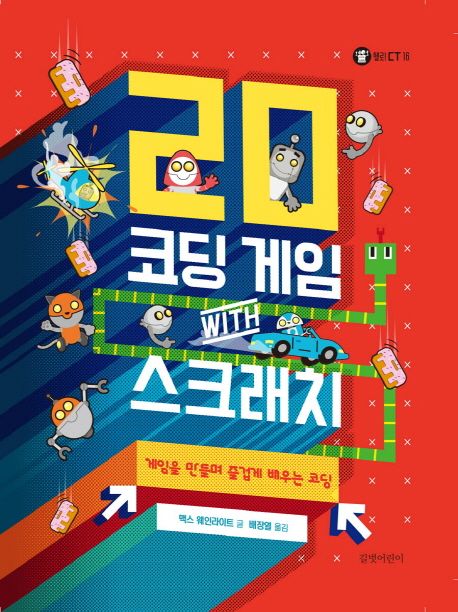 헬로! CT 16
20
코딩 게임
WITH
스크래치
게임을 만들며 즐겁게 배우는 코딩
맥스 웨인라이트 글 배장열 옮김
길벗어린이